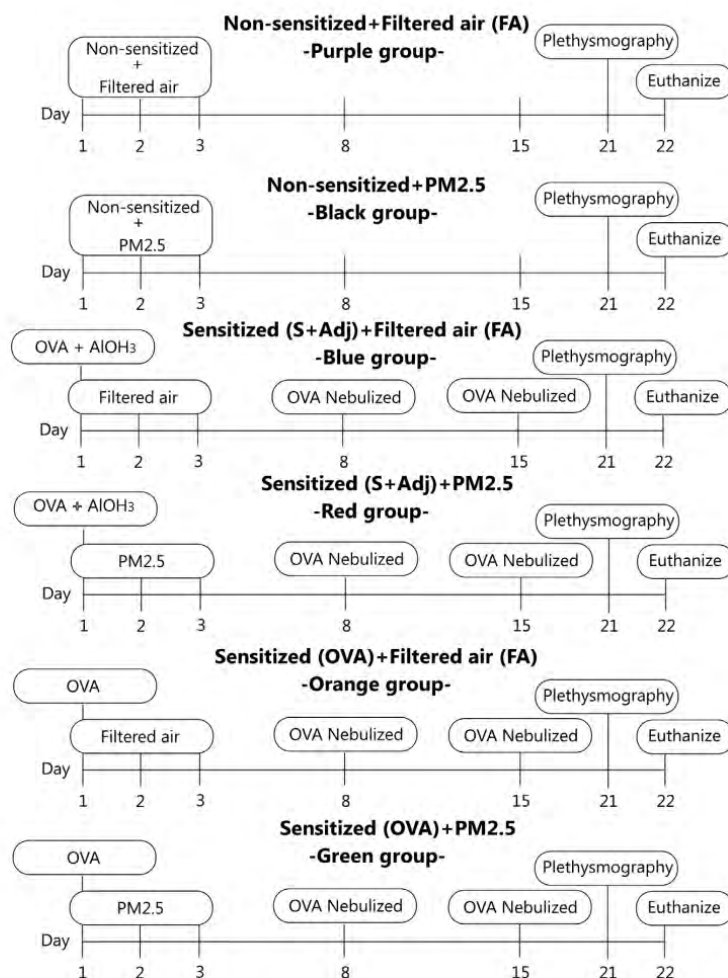 Non-sensitized+Filtered air (FA)
-Purple group-
Plethysmography
Non-sensitized
+
Filtered air
Euthanize
Day
1 2 3 8 15 21 22
Non-sensitized+PM2.5
-Black group-
Plethysmography
Non-sensitized
+
PM2.5
Euthanize
Day
1 2 3 8 15 21 22
Sensitized (S+Adj)+Filtered air (FA)
-Blue group-
OVA + AlOH3
Plethysmography
Filtered air OVA Nebulized OVA Nebulized Euthanize
Day
1 2 3 8 15 21 22
Sensitized (S+Adj)+PM2.5
-Red group-
OVA + AlOH3
Plethysmography
PM2.5 OVA Nebulized OVA Nebulized Euthanize
Day
1 2 3 8 15 21 22
Sensitized (OVA)+Filtered air (FA)
-Orange group-
OVA
Plethysmography
Filtered air OVA Nebulized OVA Nebulized Euthanize
Day
1 2 3 8 15 21 22
Sensitized (OVA)+PM2.5
-Green group-
OVA
Plethysmography
PM2.5 OVA Nebulized OVA Nebulized Euthanize
Day
1 2 3 8 15 21 22